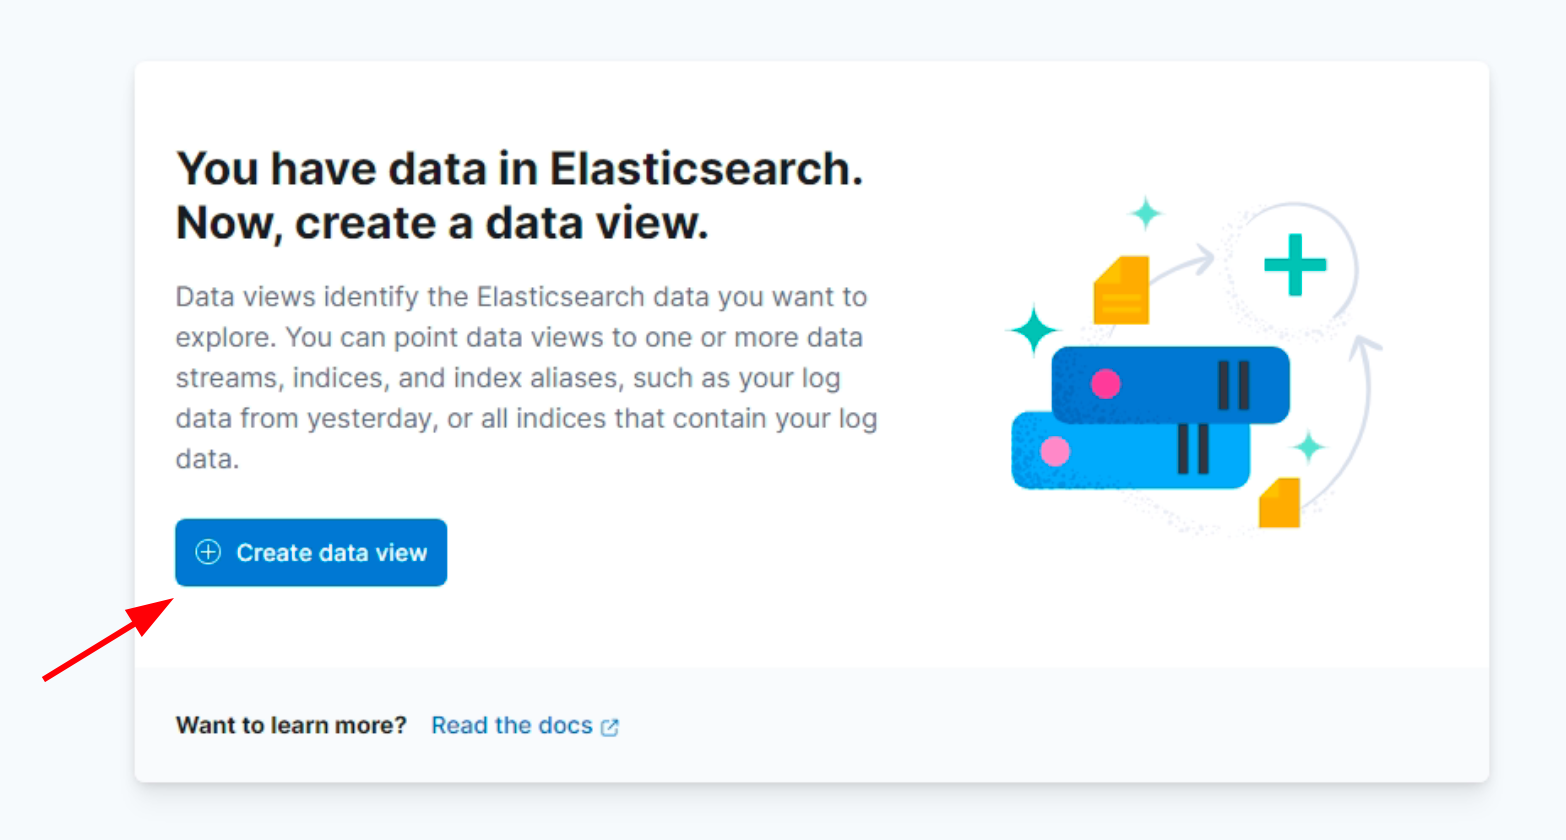 You have data in Elasticsearch.
Now, create a data view.
Data views identify the Elasticsearch data you want to
explore. You can point data views to one or more data
streams, indices, and index aliases, such as your log
data from yesterday, or all indices that contain your log
data.
Create data view
Want to learn more? Read the docs